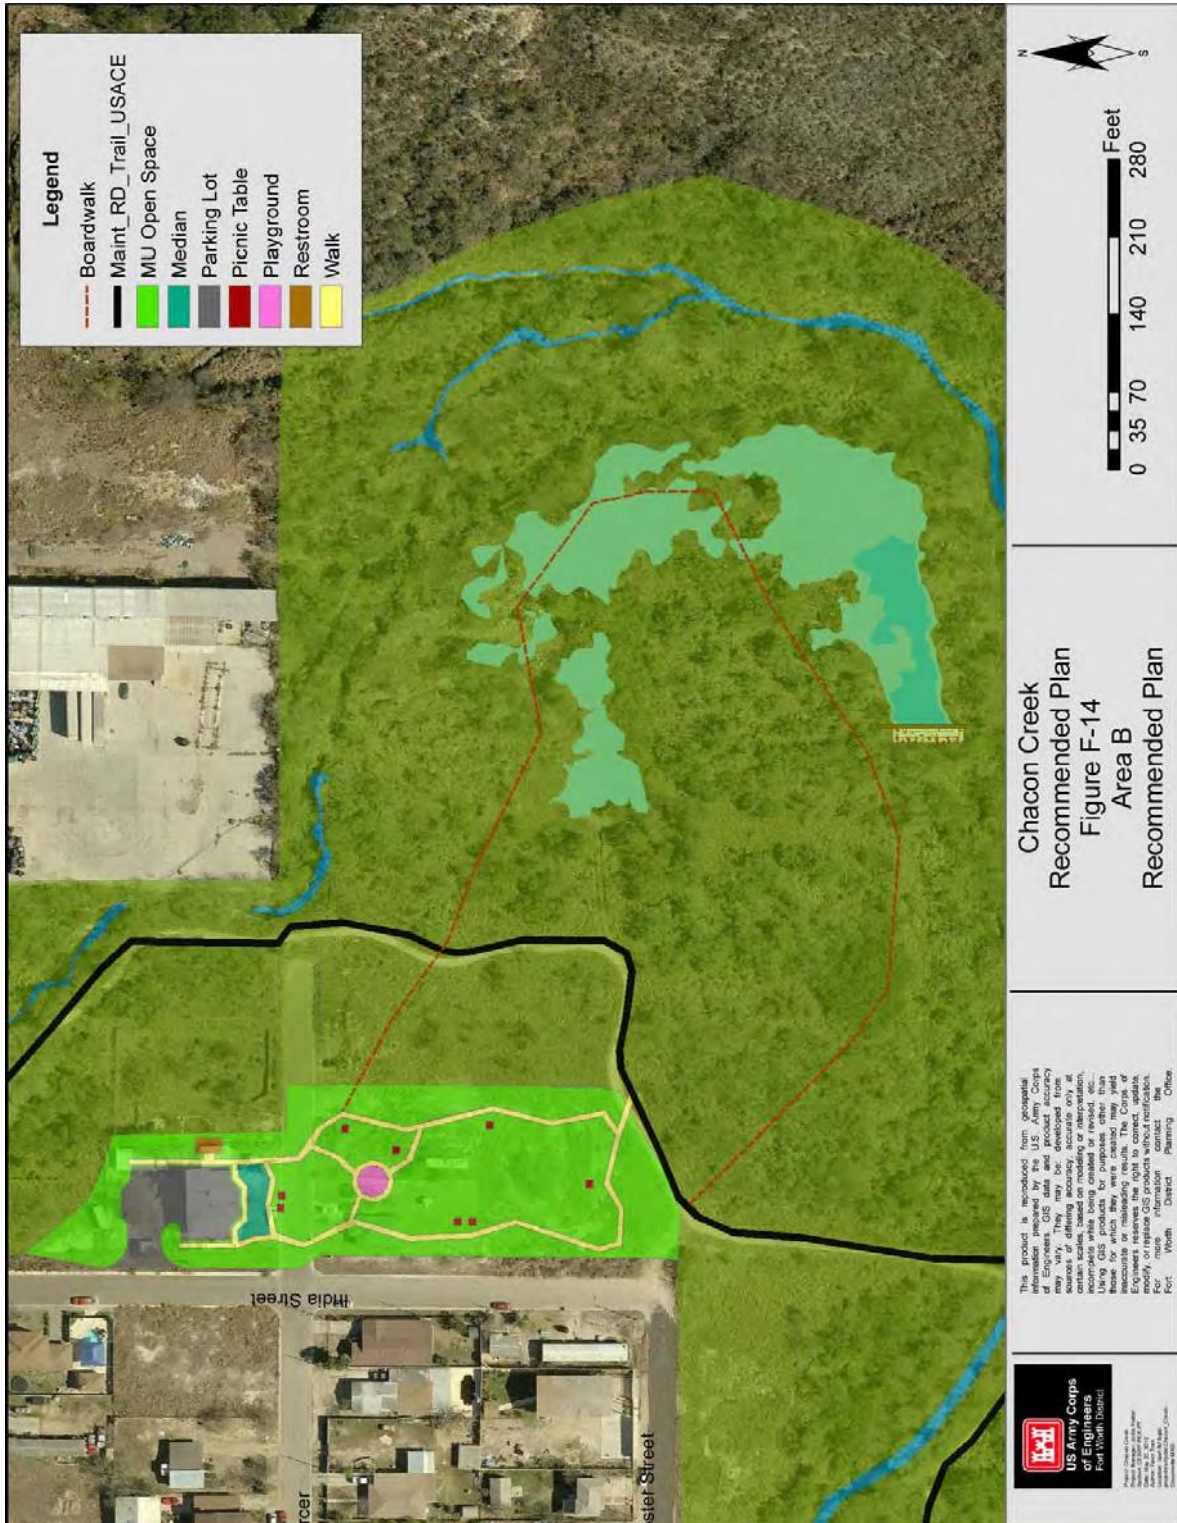 Legend
Boardwalk
Maint_RD_Trail_USACE
MU Open Space
Median
Parking Lot
Picnic Table
Playground
Restroom
Walk
India Street
rcer
ster Street
N
S
Feet
0 35 70 140 210 280
Chacon Creek
Recommended Plan
Figure F-14
Area B
Recommended Plan
This product is reproduced from geospatial
information prepared by the U.S. Army Corps
of Engineers. GIS data and product accuracy
may vary. They may be: developed from
sources of differing accuracy, accurate only at
certain scales, based on modeling or interpretation,
incomplete while being created or revised, etc...
Using GIS products for purposes other than
those for which they were created may yield
inaccurate or misleading results. The Corps of
Engineers reserves the right to correct, update,
modify, or replace GIS products without notification.
For more information contact the
Fort Worth District Planning Office.
US Army Corps
of Engineers
Fort Worth District